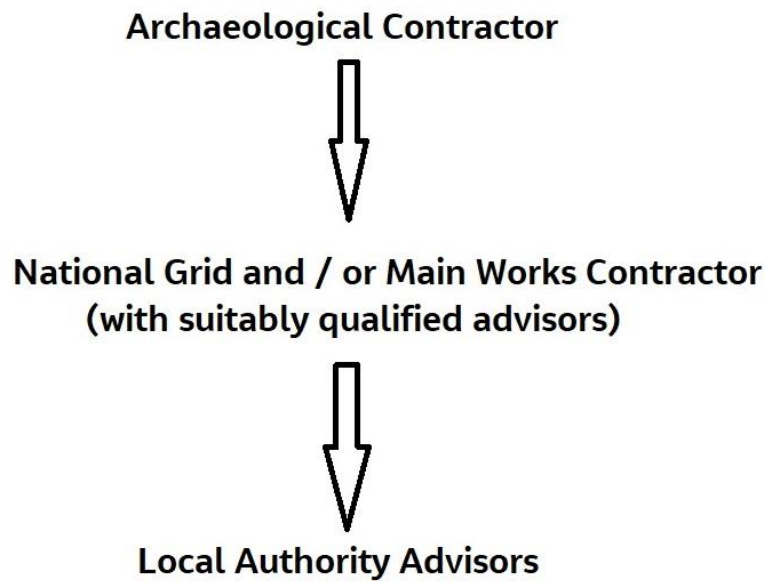 Archaeological Contractor
National Grid and / or Main Works Contractor
(with suitably qualified advisors)
Local Authority Advisors